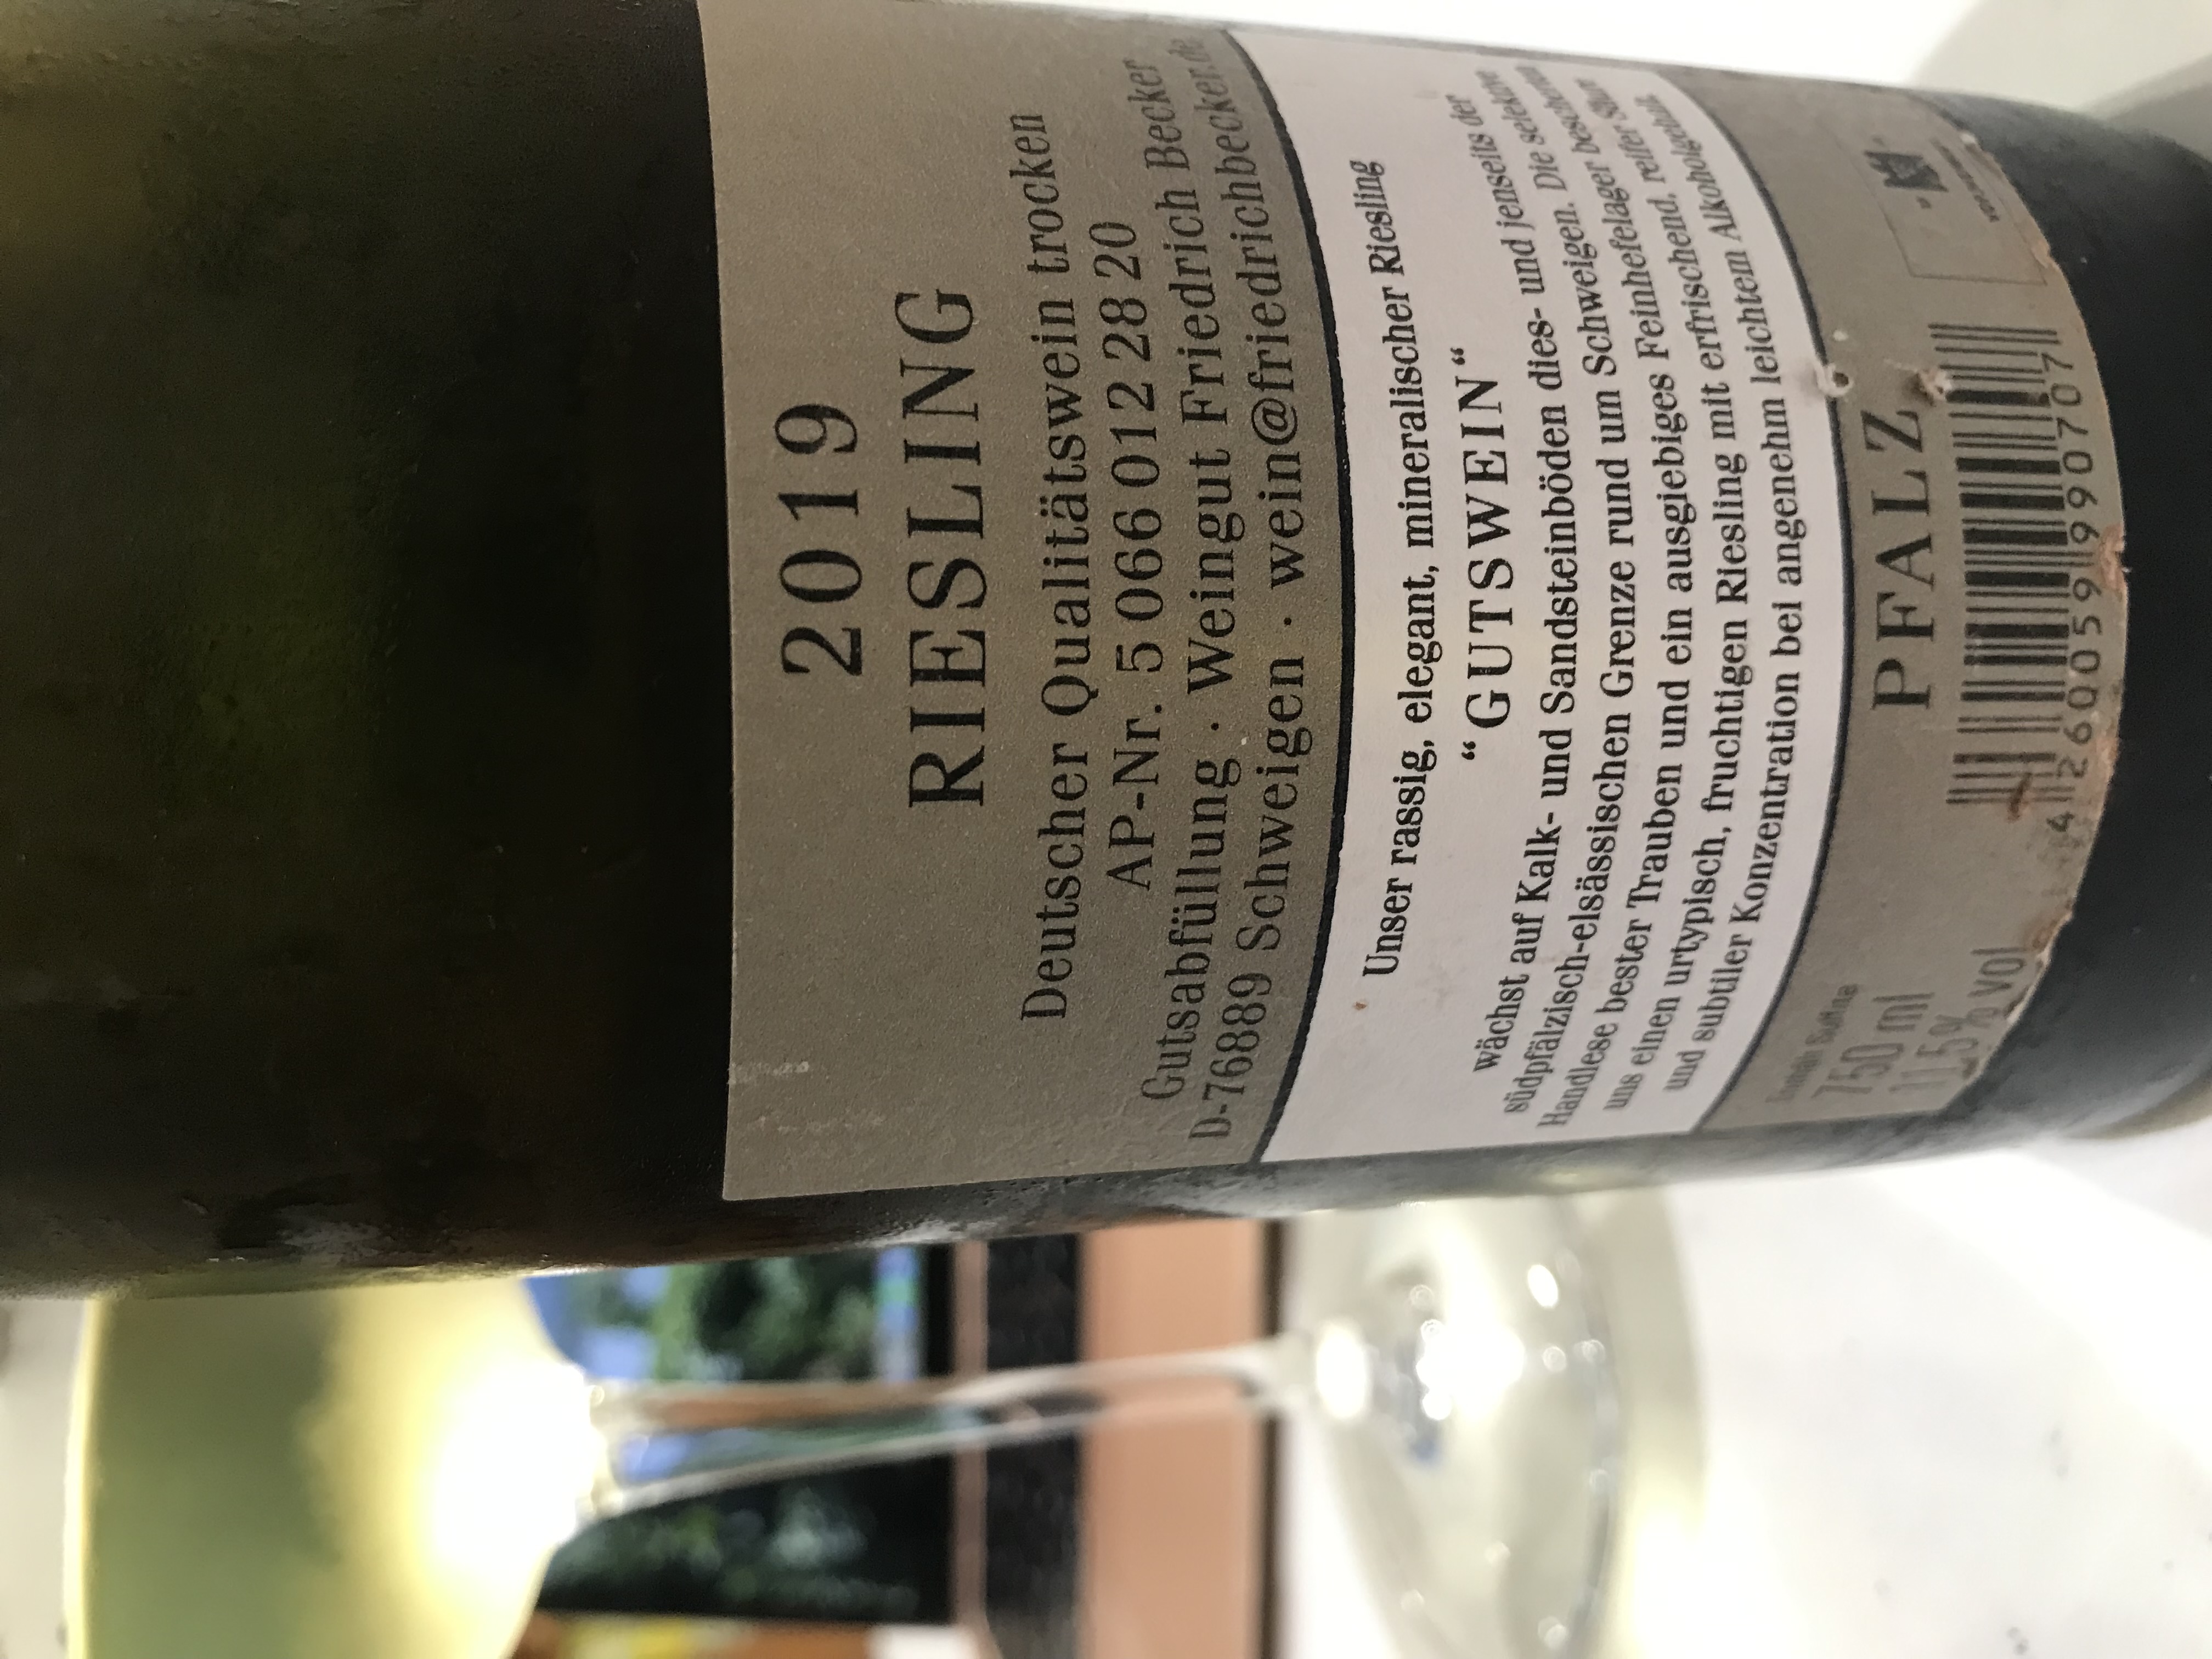 2019
RIESLING
Deutscher Qualitätswein trocken
AP-Nr. 5 066 012 28 20
Gutsabfüllung · Weingut Friedrich Becker
D-76889 Schweigen · wein@friedrichbecker.de
Unser rassig, elegant, mineralischer Riesling
“GUTSWEIN“
wächst auf Kalk- und Sandsteinböden dies- und jenseits der
südpfälzisch-elsässischen Grenze rund um Schweigen. Die selektive
Handlese bester Trauben und ein ausgiebiges Feinhefelager bescheren
uns einen urtypisch, fruchtigen Riesling mit erfrischend, reifer Säure
und subtiler Konzentration bei angenehm leichtem Alkoholgehalt.
PFALZ
Enthält Sulfite
750 ml
11,5% vol
4 260059 990707